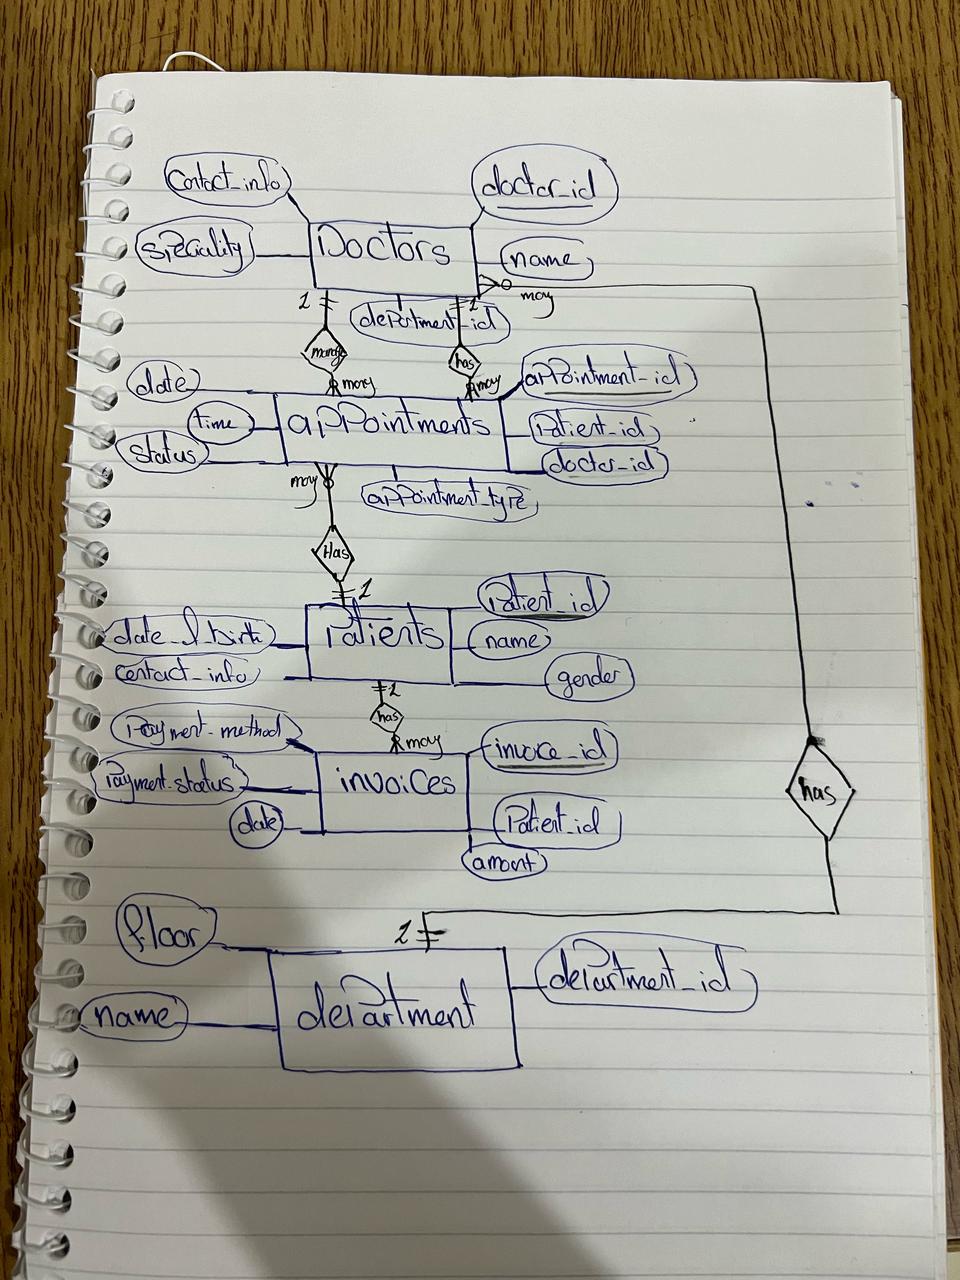 Contact_info
doctor_id
speciality
Doctors
name
1
1
may
department_id
manage
has
may
may
date
appointment_id
time
appointments
Patient_id
status
doctor_id
may
appointment_type
Has
1
Patient_id
date_of_birth
Patients
name
contact_info
gender
1
has
Payment_method
may
invoice_id
Payment_status
invoices
has
date
Patient_id
amount
floor
1
department_id
name
department